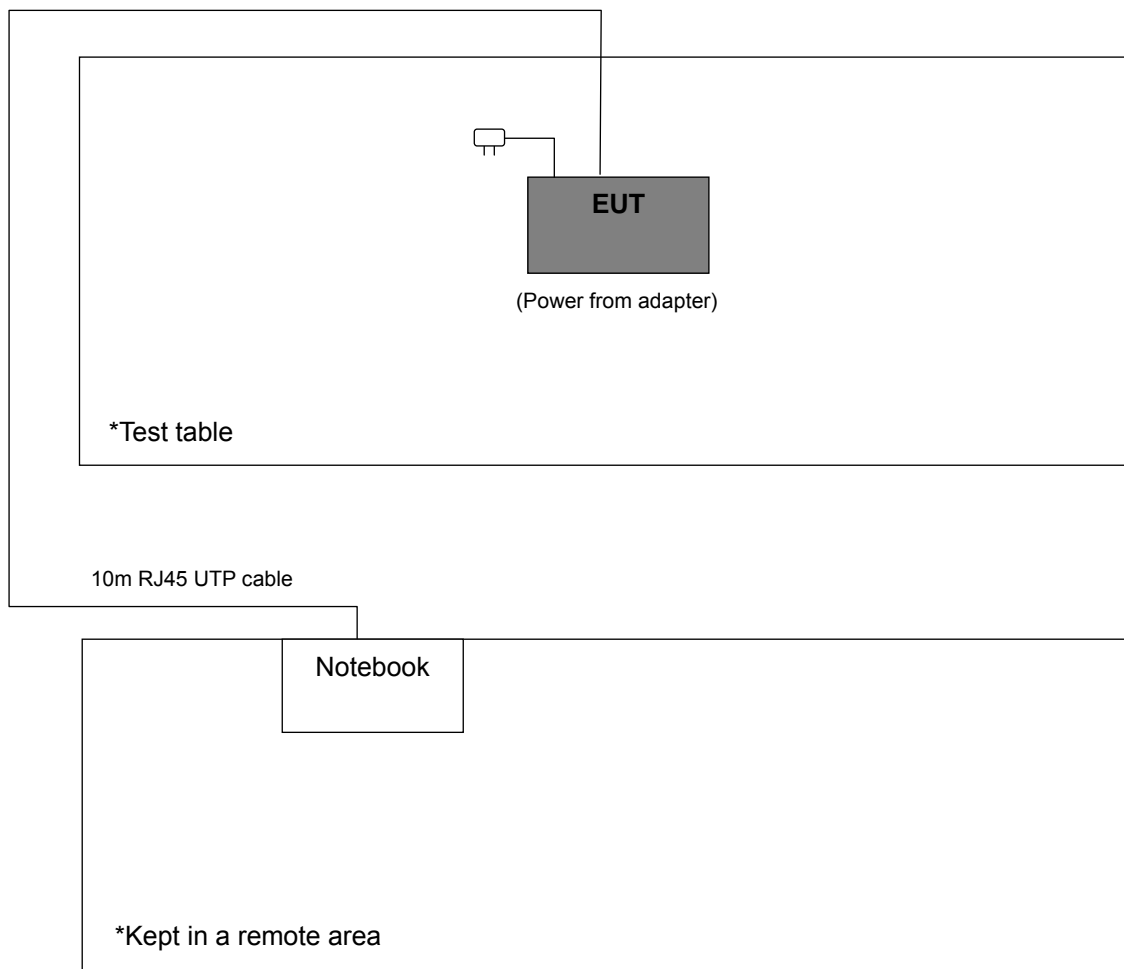 EUT
(Power from adapter)
*Test table
10m RJ45 UTP cable
Notebook
*Kept in a remote area